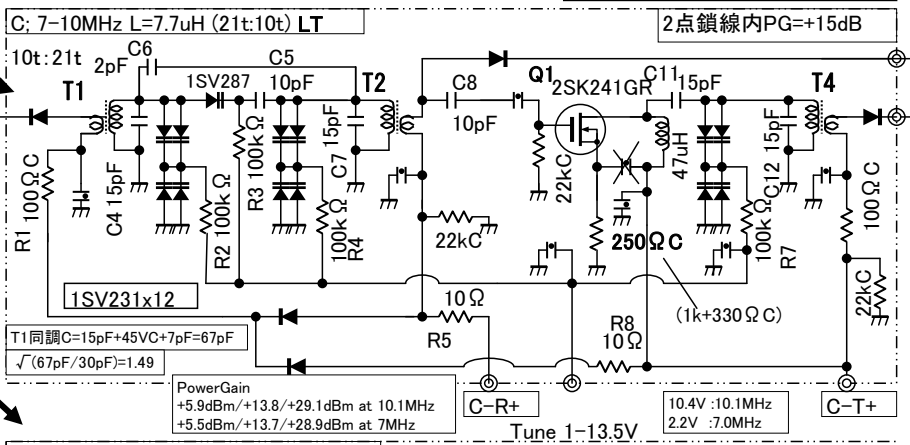 C; 7-10MHz L=7.7uH (21t:10t) LT
2点鎖線内PG=+15dB
10t:21t
C6
2pF
C5
T1
1SV287
10pF
T2
C8
10pF
Q1
2SK241GR
C11
15pF
T4
15pF
C4
100kΩ
R3
15pF
C7
22kC
47uH
15pF
C12
100ΩC
R1
100kΩ
R2
100kΩ
R4
22kC
250ΩC
100kΩ
R7
100ΩC
22kC
1SV231x12
10Ω
R5
(1k+330ΩC)
T1同調C=15pF+45VC+7pF=67pF
√(67pF/30pF)=1.49
R8
10Ω
PowerGain
+5.9dBm/+13.8/+29.1dBm at 10.1MHz
+5.5dBm/+13.7/+28.9dBm at 7MHz
C-R+
10.4V :10.1MHz
2.2V :7.0MHz
C-T+
Tune 1-13.5V